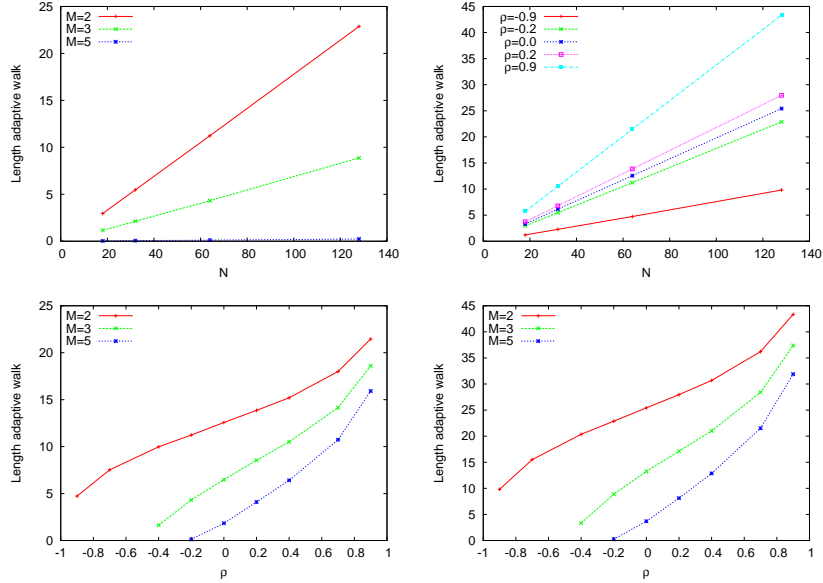 M=2
M=3
M=5
Length adaptive walk
25
20
15
10
5
0
0 20 40 60 80 100 120 140
N
ρ=-0.9
ρ=-0.2
ρ=0.0
ρ=0.2
ρ=0.9
Length adaptive walk
45
40
35
30
25
20
15
10
5
0
0 20 40 60 80 100 120 140
N
M=2
M=3
M=5
Length adaptive walk
25
20
15
10
5
0
-1 -0.8 -0.6 -0.4 -0.2 0 0.2 0.4 0.6 0.8 1
ρ
M=2
M=3
M=5
Length adaptive walk
45
40
35
30
25
20
15
10
5
0
-1 -0.8 -0.6 -0.4 -0.2 0 0.2 0.4 0.6 0.8 1
ρ